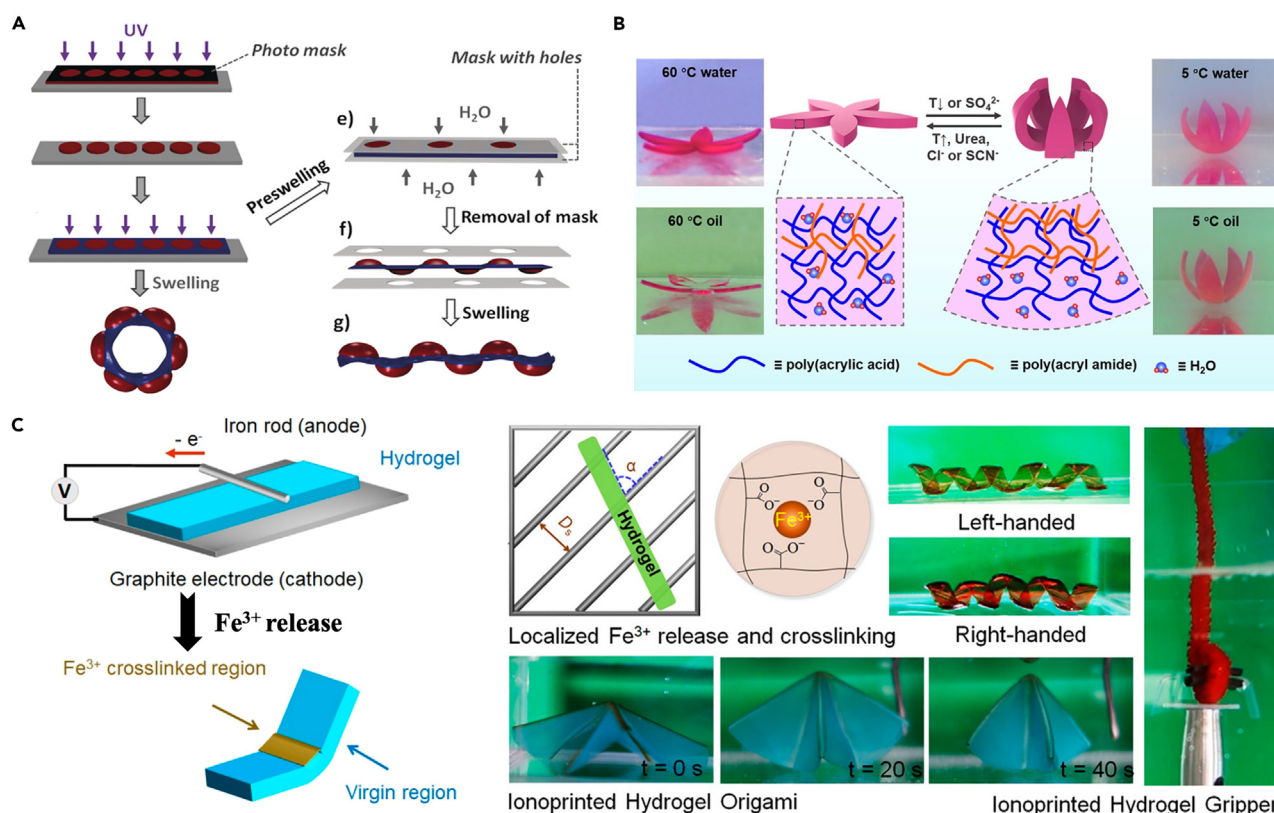 A
UV
Photo mask
Swelling
Preswelling
Mask with holes
e)
H₂O
H₂O
Removal of mask
f)
Swelling
g)
B
60 °C water
T↓ or SO₄²⁻
T↑, Urea,
Cl⁻ or SCN⁻
5 °C water
60 °C oil
5 °C oil
≡ poly(acrylic acid)
≡ poly(acryl amide)
≡ H₂O
C
Iron rod (anode)
- e⁻
Hydrogel
V
Graphite electrode (cathode)
Fe³⁺ release
Fe³⁺ crosslinked region
Virgin region
α
Dₛ
Hydrogel
O
O⁻
O
O⁻
Fe³⁺
O
O⁻
Localized Fe³⁺ release and crosslinking
Left-handed
Right-handed
t = 0 s
t = 20 s
t = 40 s
Ionoprinted Hydrogel Origami
Ionoprinted Hydrogel Gripper